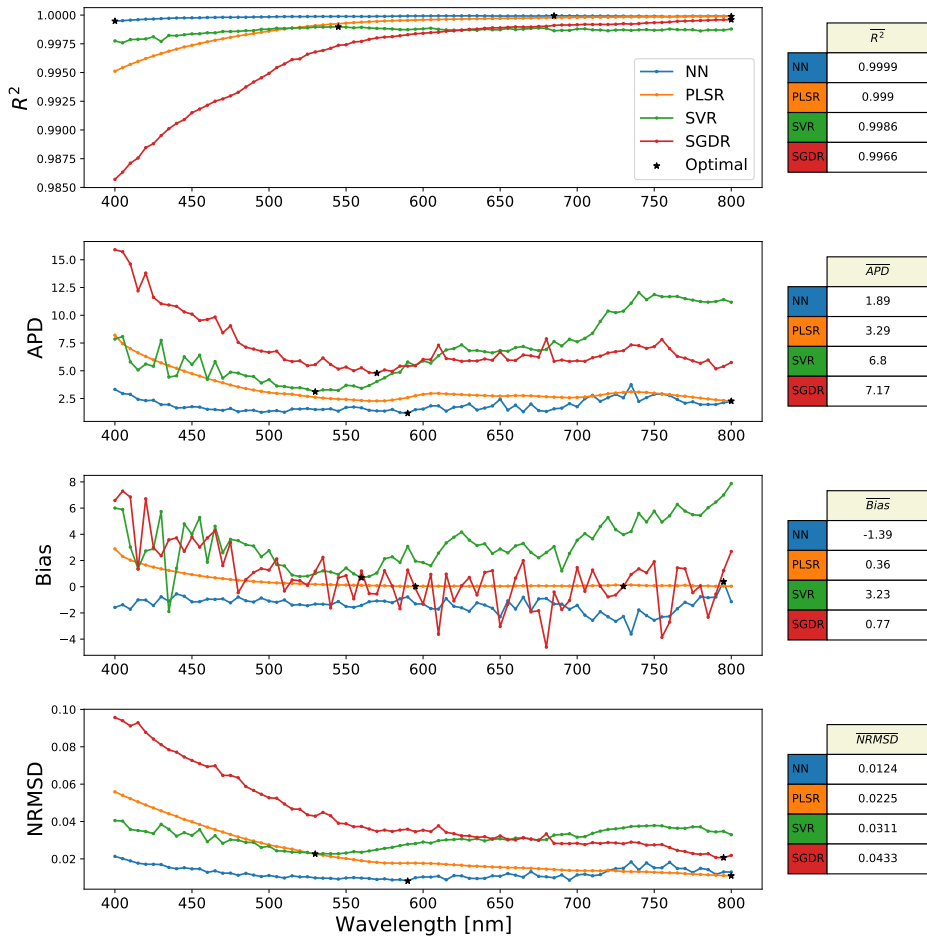 1.0000
0.9975
0.9950
0.9925
0.9900
0.9875
0.9850
R²
400 450 500 550 600 650 700 750 800
NN
PLSR
SVR
SGDR
Optimal
R²
NN 0.9999
PLSR 0.999
SVR 0.9986
SGDR 0.9966
15.0
12.5
10.0
7.5
5.0
2.5
APD
400 450 500 550 600 650 700 750 800
APD
NN 1.89
PLSR 3.29
SVR 6.8
SGDR 7.17
8
6
4
2
0
−2
−4
Bias
400 450 500 550 600 650 700 750 800
Bias
NN -1.39
PLSR 0.36
SVR 3.23
SGDR 0.77
0.10
0.08
0.06
0.04
0.02
NRMSD
400 450 500 550 600 650 700 750 800
Wavelength [nm]
NRMSD
NN 0.0124
PLSR 0.0225
SVR 0.0311
SGDR 0.0433